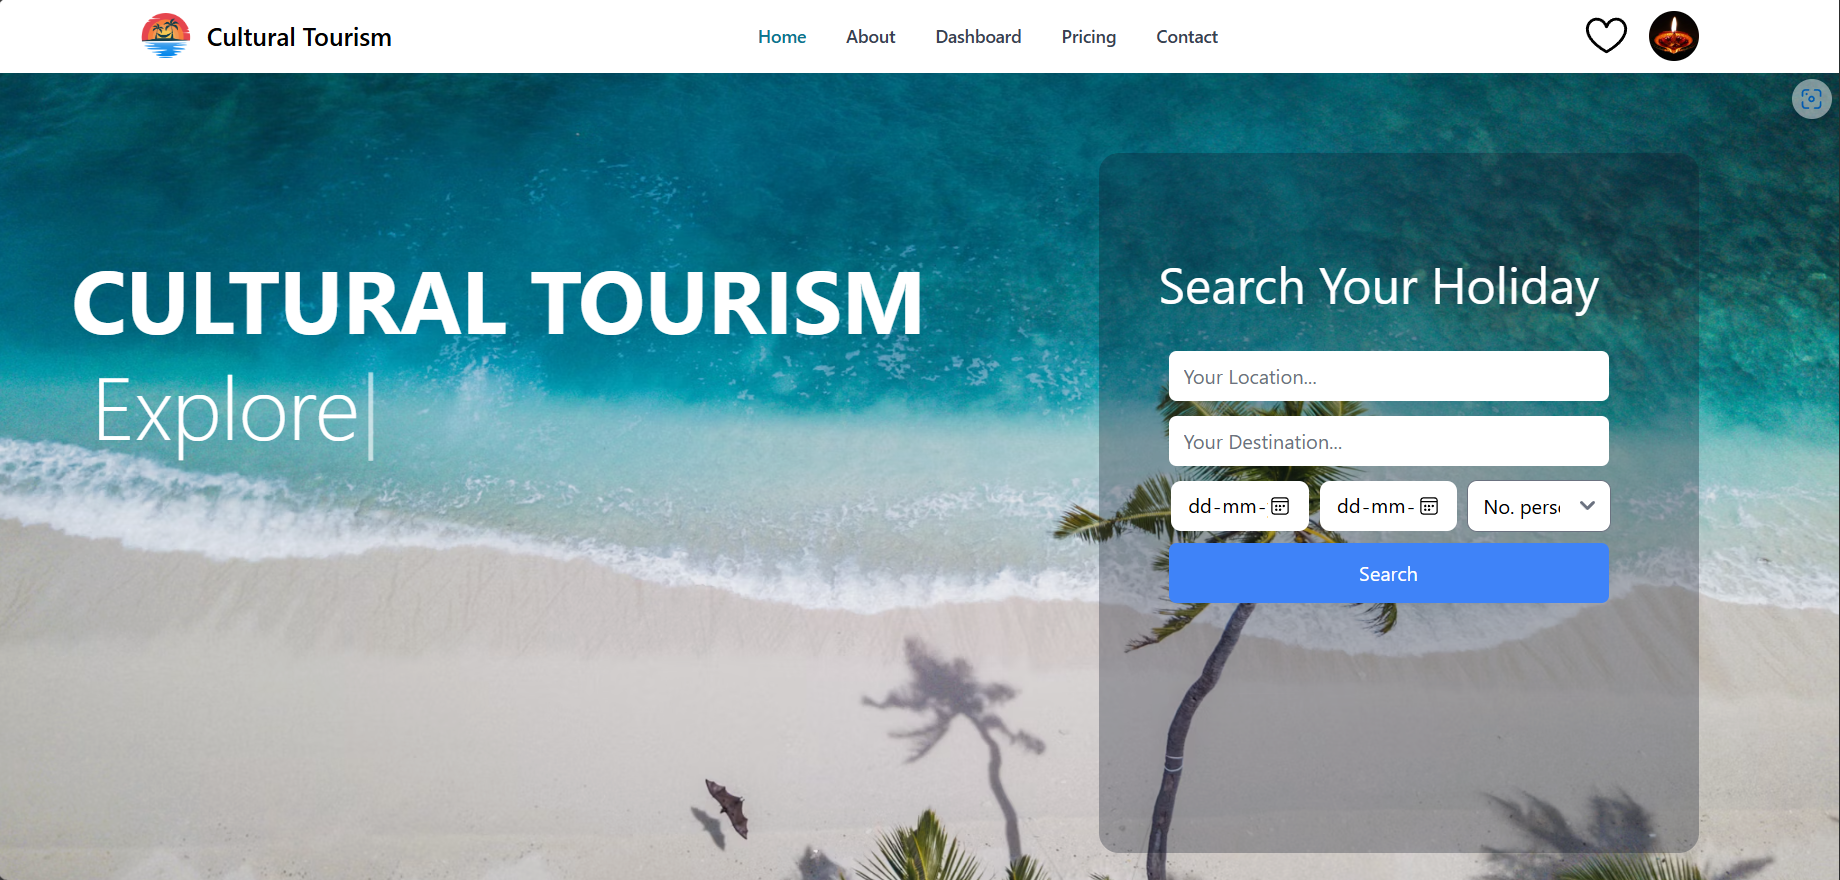 Cultural Tourism
Home About Dashboard Pricing Contact
CULTURAL TOURISM
Explore|
Search Your Holiday
Your Location...
Your Destination...
dd-mm- dd-mm- No. pers
Search